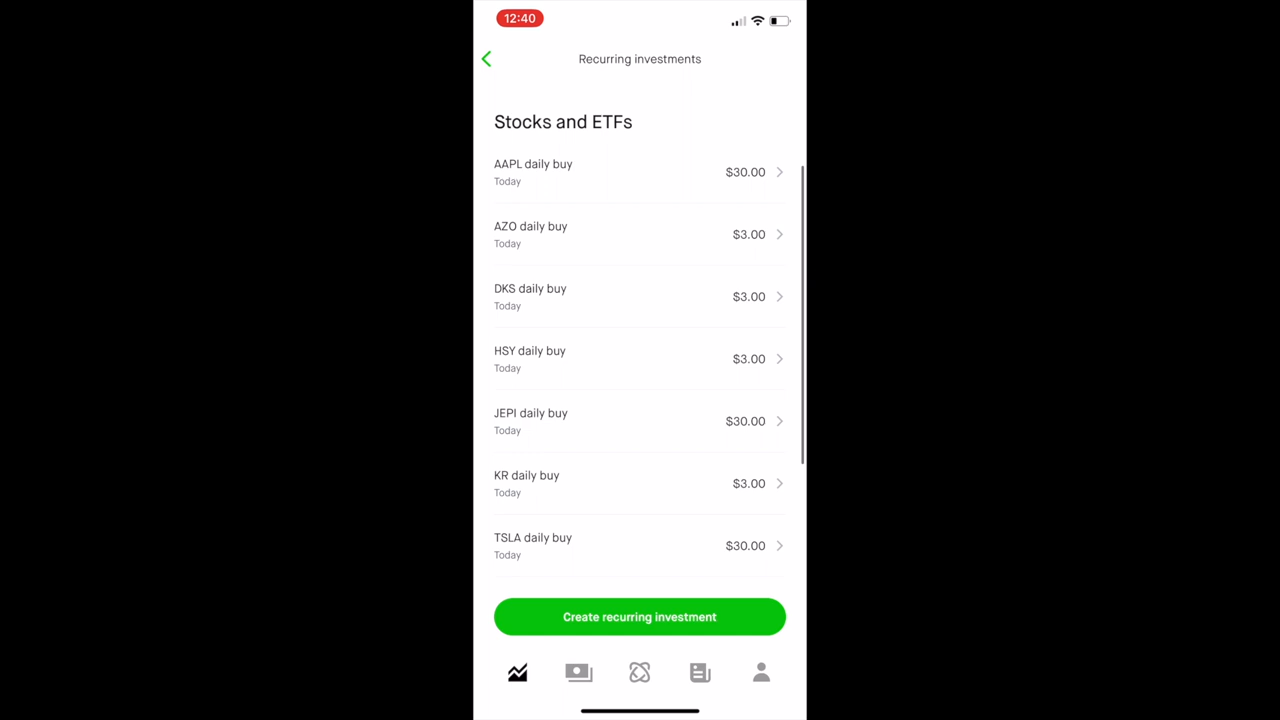 12:40
Recurring investments
Stocks and ETFs
AAPL daily buy
$30.00
Today
AZO daily buy
$3.00
Today
DKS daily buy
$3.00
Today
HSY daily buy
$3.00
Today
JEPI daily buy
$30.00
Today
KR daily buy
$3.00
Today
TSLA daily buy
$30.00
Today
Create recurring investment